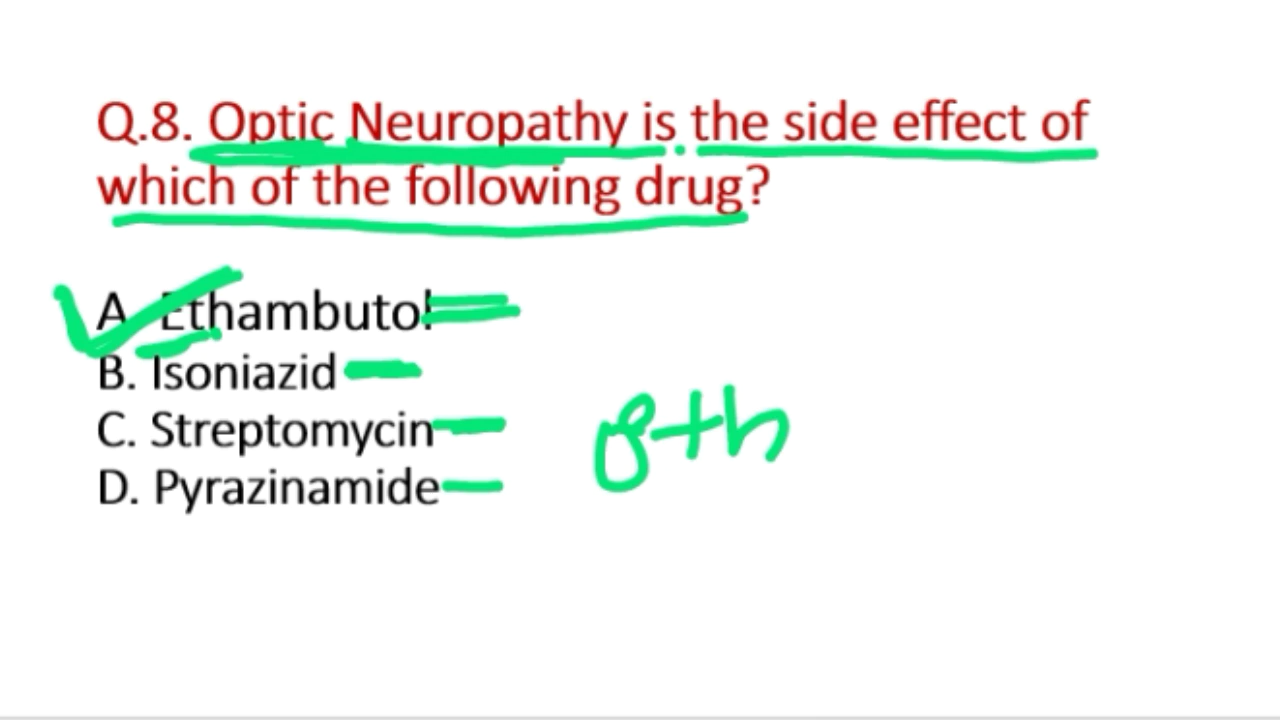 Q.8. Optic Neuropathy is the side effect of
which of the following drug?
A. Ethambutol
B. Isoniazid
C. Streptomycin
D. Pyrazinamide
8th